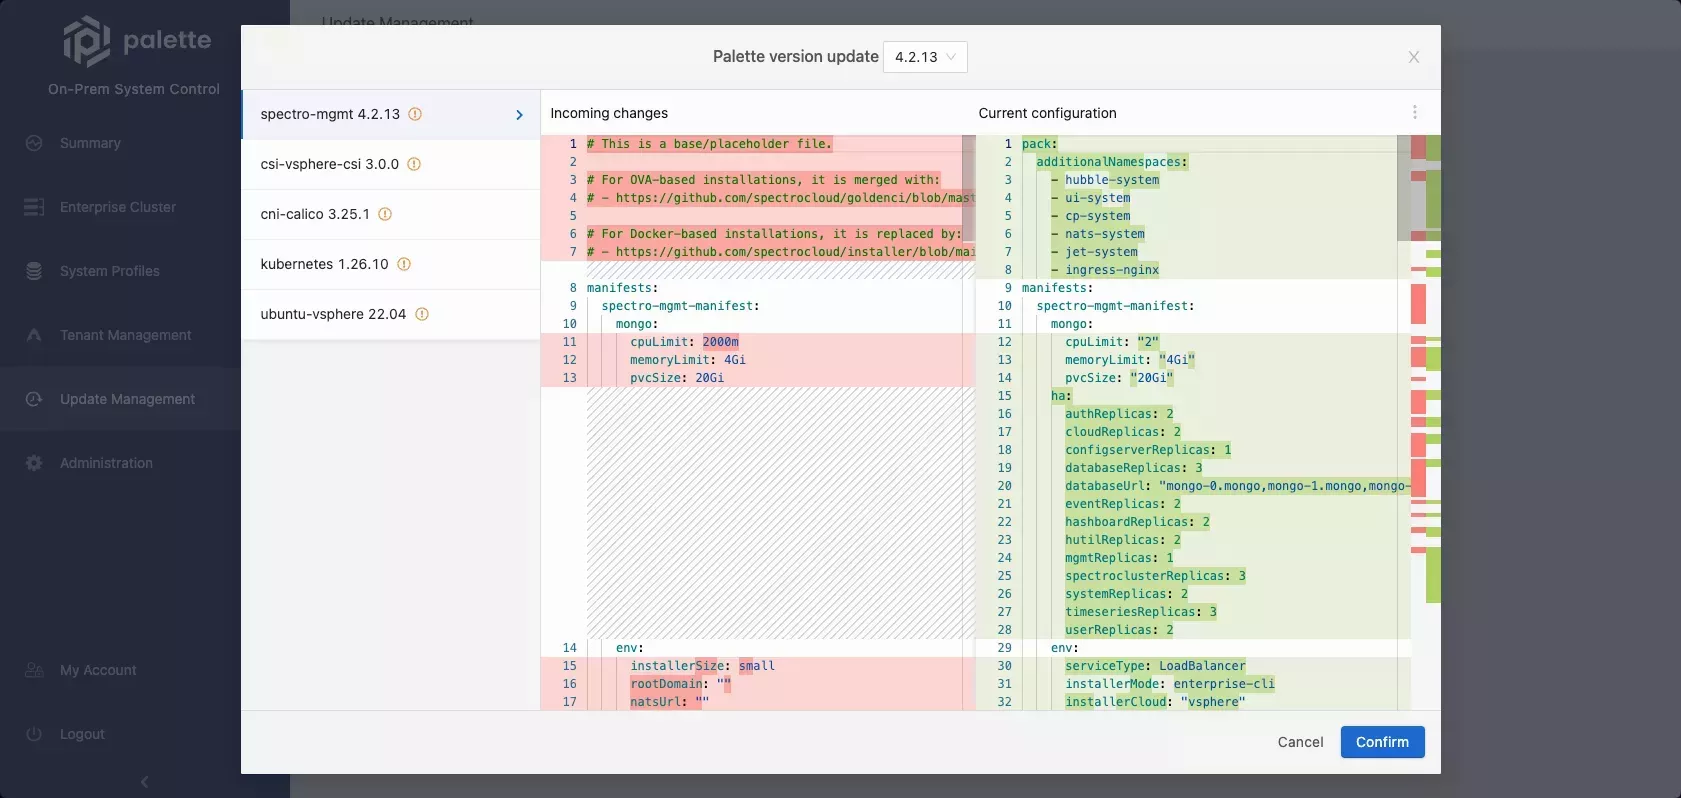 palette
On-Prem System Control
Summary
Enterprise Cluster
System Profiles
Tenant Management
Update Management
Administration
My Account
Logout
Update Management
Palette version update 4.2.13
spectro-mgmt 4.2.13
csi-vsphere-csi 3.0.0
cni-calico 3.25.1
kubernetes 1.26.10
ubuntu-vsphere 22.04
Incoming changes
1 # This is a base/placeholder file.
2
3 # For OVA-based installations, it is merged with:
4 # - https://github.com/spectrocloud/goldenci/blob/mast
5
6 # For Docker-based installations, it is replaced by:
7 # - https://github.com/spectrocloud/installer/blob/mai
8 manifests:
9 spectro-mgmt-manifest:
10 mongo:
11 cpuLimit: 2000m
12 memoryLimit: 4Gi
13 pvcSize: 20Gi
14 env:
15 installerSize: small
16 rootDomain: ""
17 natsUrl: ""
Current configuration
1 pack:
2 additionalNamespaces:
3 - hubble-system
4 - ui-system
5 - cp-system
6 - nats-system
7 - jet-system
8 - ingress-nginx
9 manifests:
10 spectro-mgmt-manifest:
11 mongo:
12 cpuLimit: "2"
13 memoryLimit: "4Gi"
14 pvcSize: "20Gi"
15 ha:
16 authReplicas: 2
17 cloudReplicas: 2
18 configserverReplicas: 1
19 databaseReplicas: 3
20 databaseUrl: "mongo-0.mongo,mongo-1.mongo,mongo-
21 eventReplicas: 2
22 hashboardReplicas: 2
23 hutilReplicas: 2
24 mgmtReplicas: 1
25 spectroclusterReplicas: 3
26 systemReplicas: 2
27 timeseriesReplicas: 3
28 userReplicas: 2
29 env:
30 serviceType: LoadBalancer
31 installerMode: enterprise-cli
32 installerCloud: "vsphere"
Cancel
Confirm